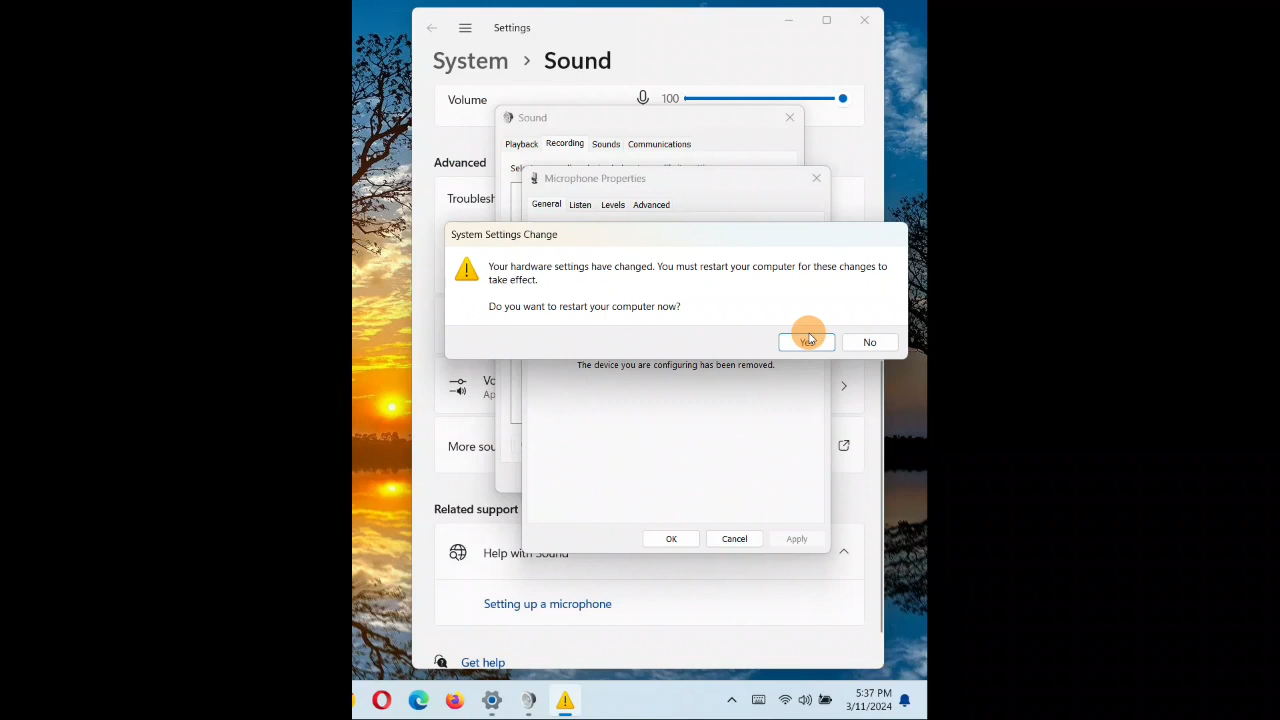 Settings
System > Sound
Volume 100
Sound
Playback Recording Sounds Communications
Microphone Properties
General Listen Levels Advanced
Advanced
System Settings Change
Your hardware settings have changed. You must restart your computer for these changes to
take effect.
Do you want to restart your computer now?
Yes No
The device you are configuring has been removed.
More sou
OK Cancel Apply
Related support
Help with Sound
Setting up a microphone
Get help
5:37 PM
3/11/2024